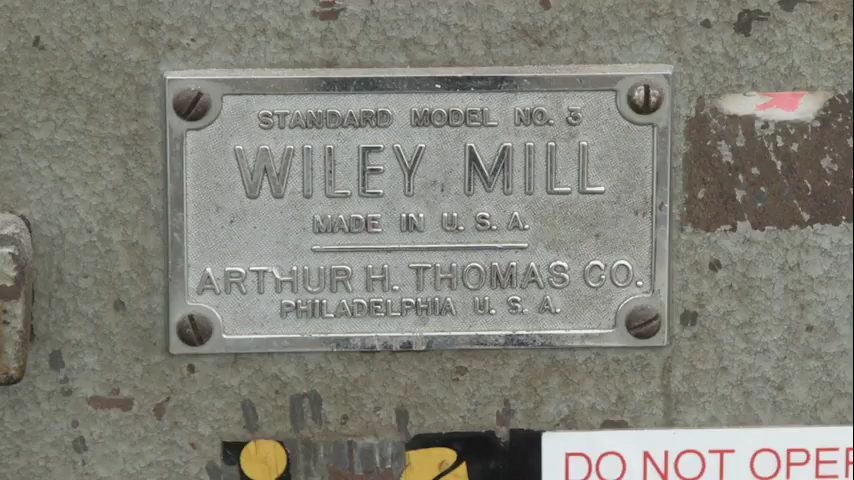 STANDARD MODEL NO. 3
WILEY MILL
MADE IN U. S. A.
ARTHUR H. THOMAS CO.
PHILADELPHIA U. S. A.
DO NOT OPER